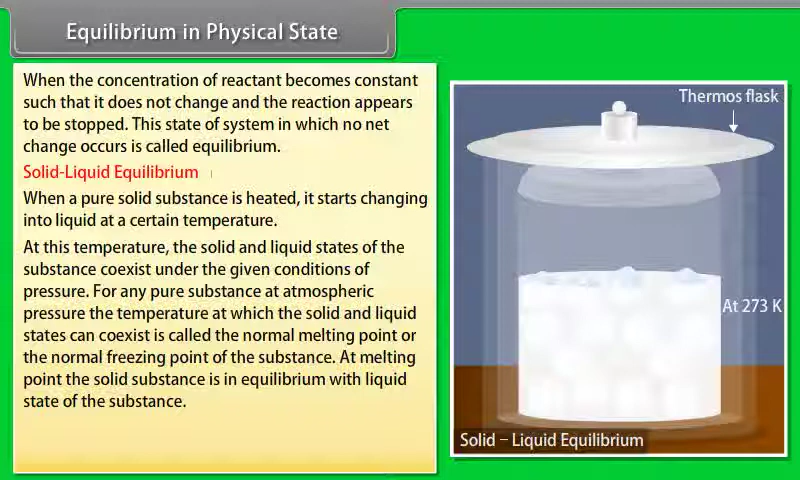 Equilibrium in Physical State
When the concentration of reactant becomes constant
such that it does not change and the reaction appears
to be stopped. This state of system in which no net
change occurs is called equilibrium.
Solid-Liquid Equilibrium
When a pure solid substance is heated, it starts changing
into liquid at a certain temperature.
At this temperature, the solid and liquid states of the
substance coexist under the given conditions of
pressure. For any pure substance at atmospheric
pressure the temperature at which the solid and liquid
states can coexist is called the normal melting point or
the normal freezing point of the substance. At melting
point the solid substance is in equilibrium with liquid
state of the substance.
Thermos flask
At 273 K
Solid – Liquid Equilibrium